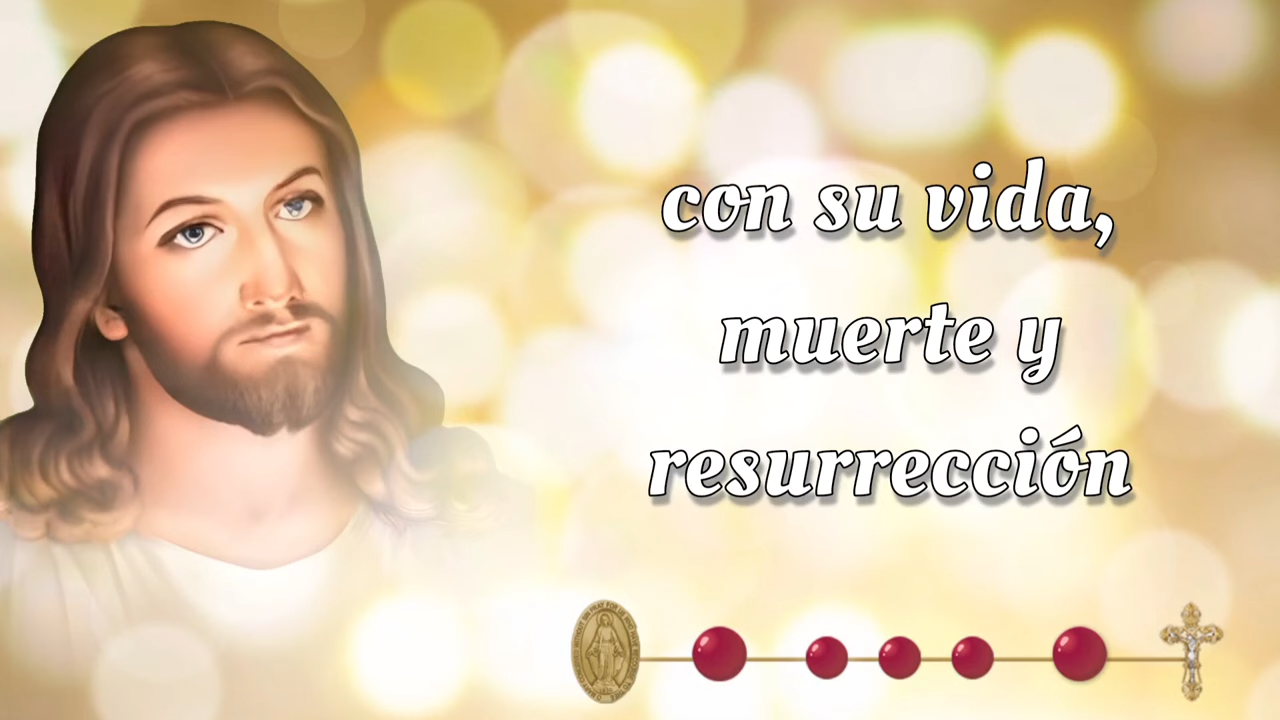 con su vida,
muerte y
resurrección